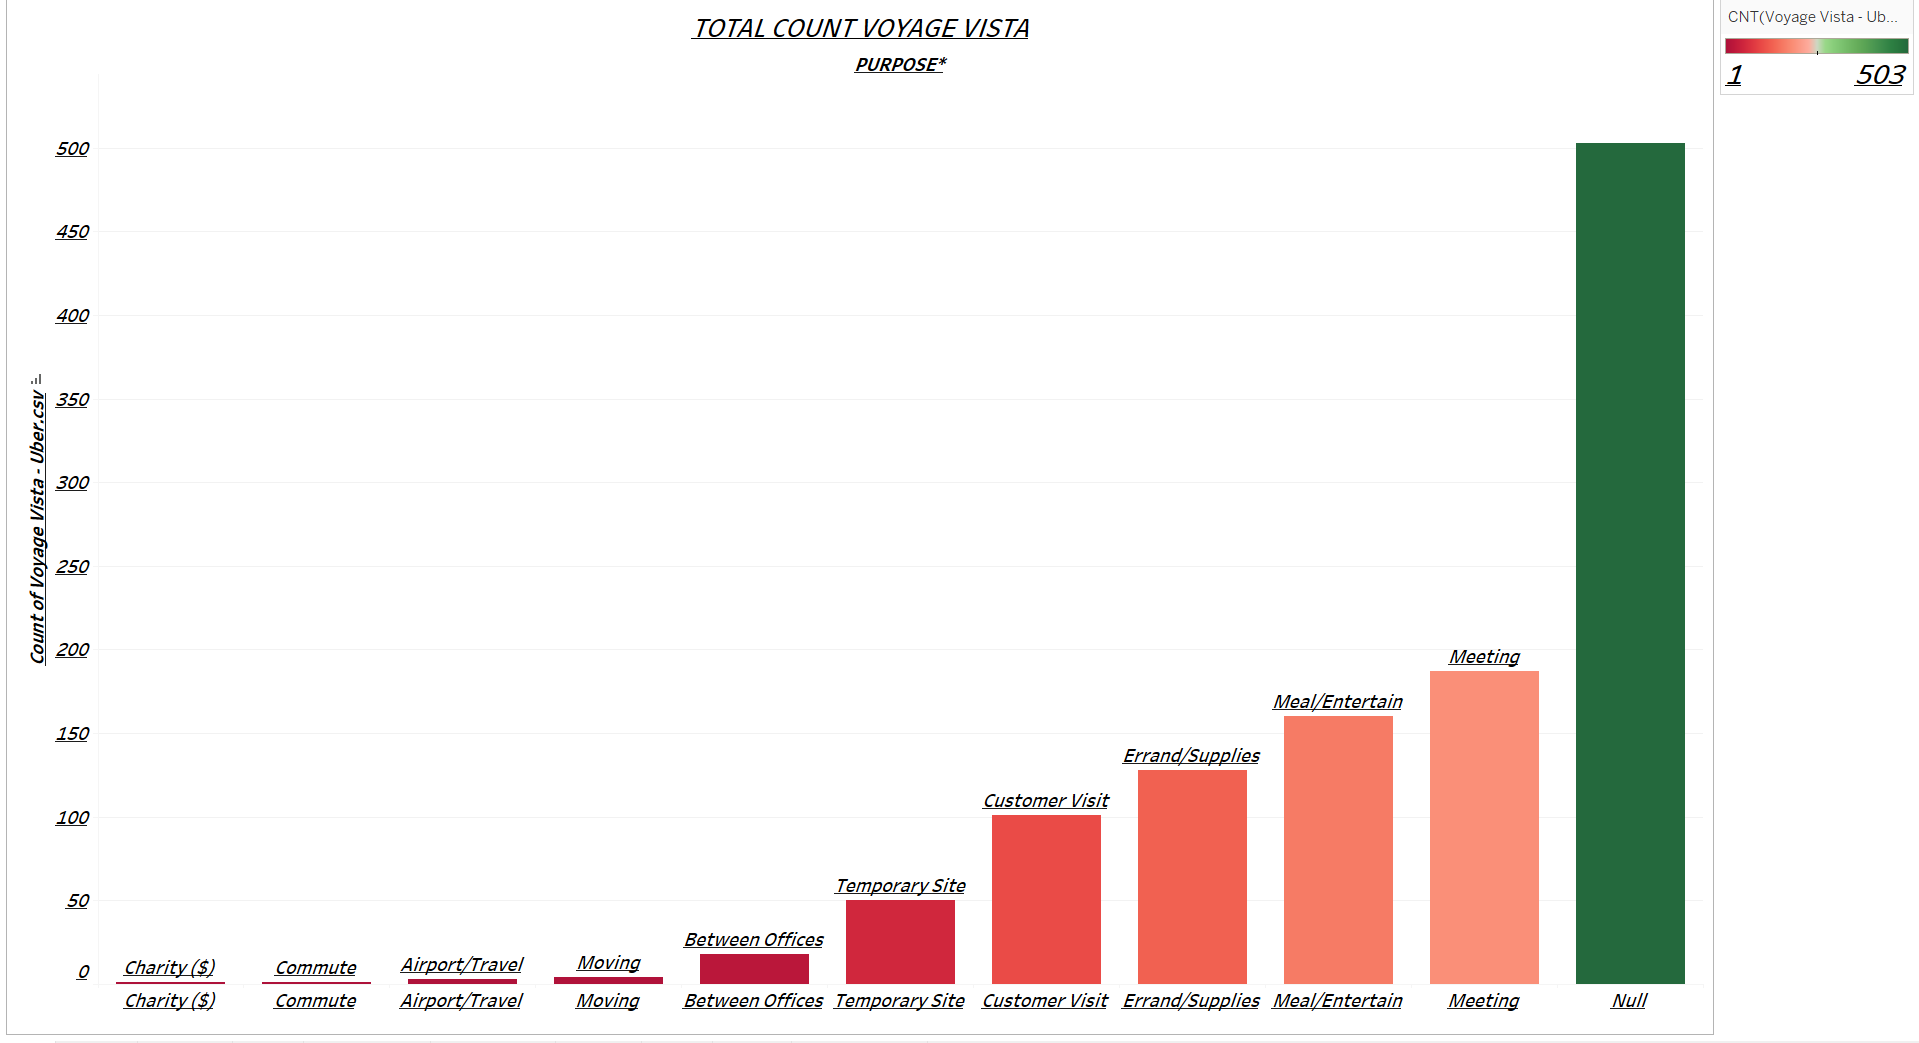 TOTAL COUNT VOYAGE VISTA
PURPOSE*
CNT(Voyage Vista - Ub...
1 503
Count of Voyage Vista - Uber.csv
500
450
400
350
300
250
200
150
100
50
0
Meeting
Meal/Entertain
Errand/Supplies
Customer Visit
Temporary Site
Between Offices
Charity ($) Commute Airport/Travel Moving
Charity ($) Commute Airport/Travel Moving Between Offices Temporary Site Customer Visit Errand/Supplies Meal/Entertain Meeting Null